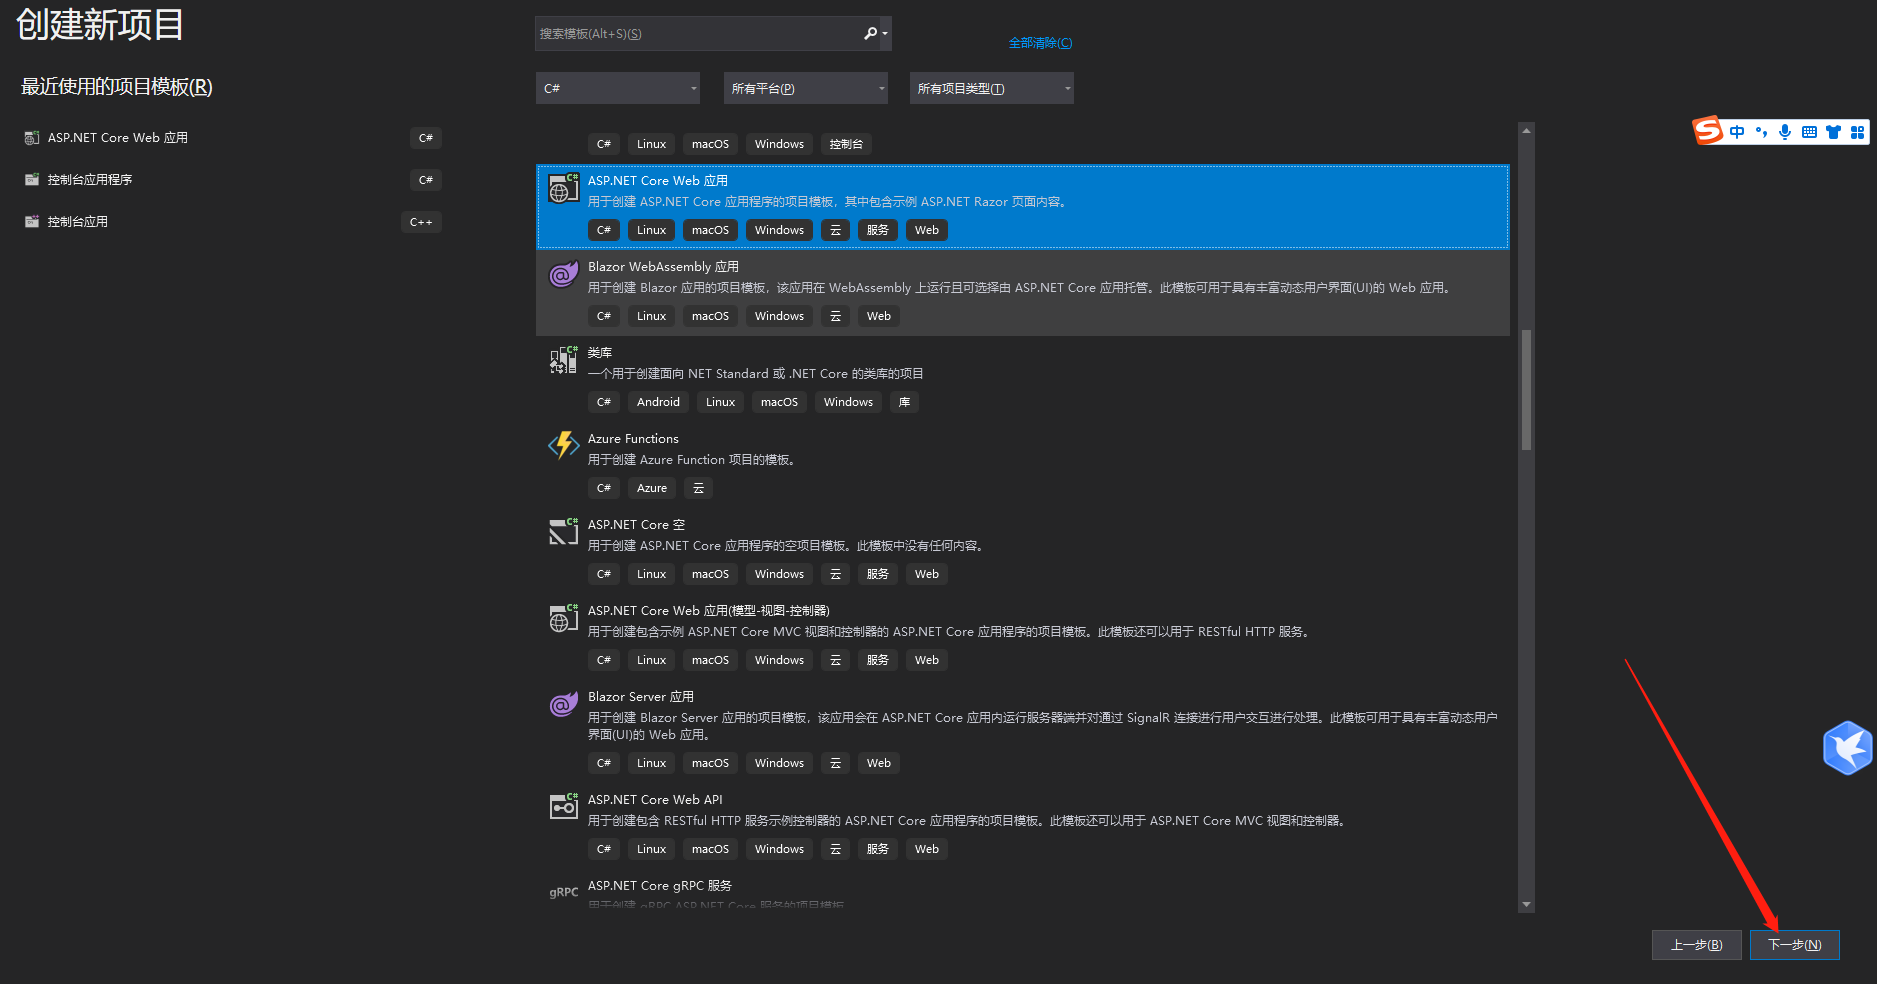 创建新项目
最近使用的项目模板(R)
ASP.NET Core Web 应用 C#
控制台应用程序 C#
控制台应用 C++
搜索模板(Alt+S)(S)
全部清除(C)
C# 所有平台(P) 所有项目类型(T)
C# Linux macOS Windows 控制台
ASP.NET Core Web 应用
用于创建 ASP.NET Core 应用程序的项目模板，其中包含示例 ASP.NET Razor 页面内容。
C# Linux macOS Windows 云 服务 Web
Blazor WebAssembly 应用
用于创建 Blazor 应用的项目模板，该应用在 WebAssembly 上运行且可选择由 ASP.NET Core 应用托管。此模板可用于具有丰富动态用户界面(UI)的 Web 应用。
C# Linux macOS Windows 云 Web
类库
一个用于创建面向 NET Standard 或 .NET Core 的类库的项目
C# Android Linux macOS Windows 库
Azure Functions
用于创建 Azure Function 项目的模板。
C# Azure 云
ASP.NET Core 空
用于创建 ASP.NET Core 应用程序的空项目模板。此模板中没有任何内容。
C# Linux macOS Windows 云 服务 Web
ASP.NET Core Web 应用(模型-视图-控制器)
用于创建包含示例 ASP.NET Core MVC 视图和控制器的 ASP.NET Core 应用程序的项目模板。此模板还可以用于 RESTful HTTP 服务。
C# Linux macOS Windows 云 服务 Web
Blazor Server 应用
用于创建 Blazor Server 应用的项目模板，该应用会在 ASP.NET Core 应用内运行服务器端并对通过 SignalR 连接进行用户交互进行处理。此模板可用于具有丰富动态用户
界面(UI)的 Web 应用。
C# Linux macOS Windows 云 Web
ASP.NET Core Web API
用于创建包含 RESTful HTTP 服务示例控制器的 ASP.NET Core 应用程序的项目模板。此模板还可以用于 ASP.NET Core MVC 视图和控制器。
C# Linux macOS Windows 云 服务 Web
gRPC ASP.NET Core gRPC 服务
用于创建 gRPC ASP.NET Core 服务的项目模板
中
上一步(B) 下一步(N)